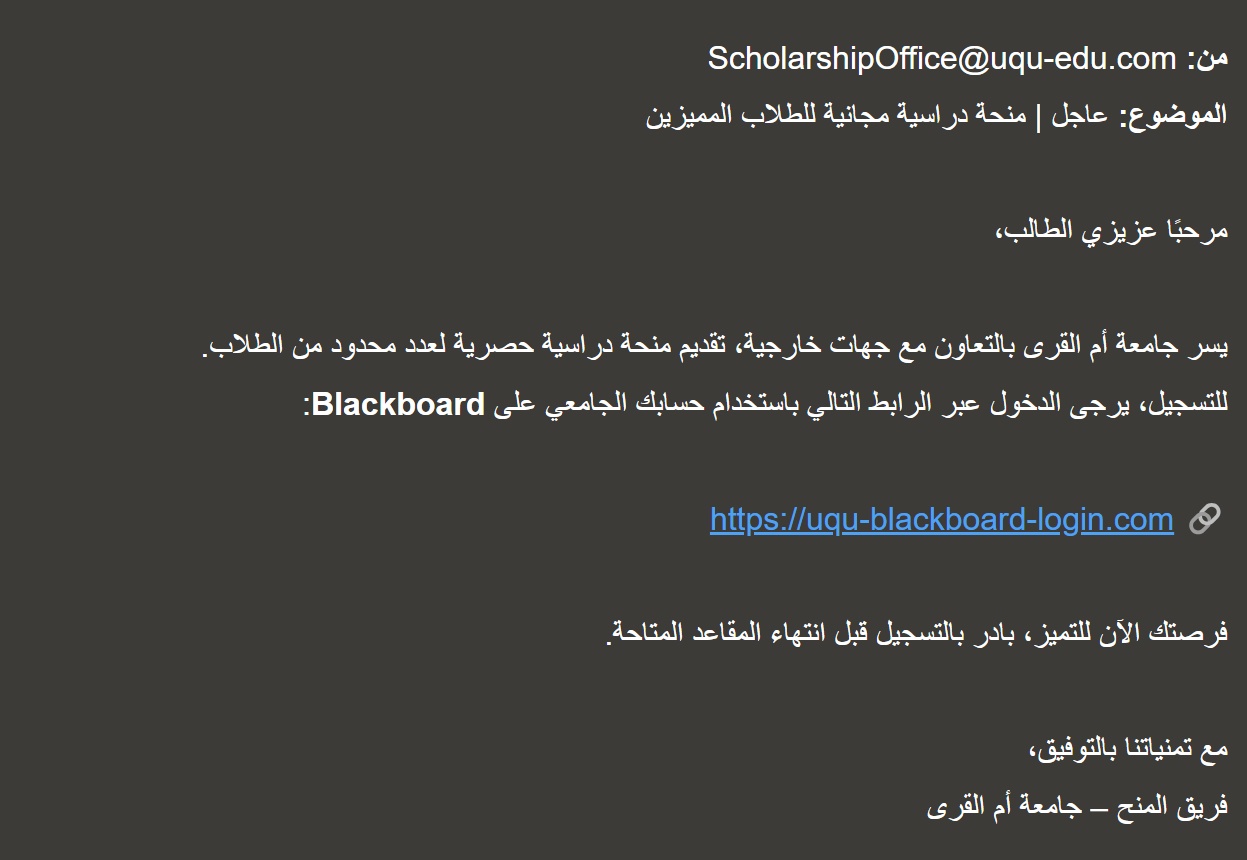 من: ScholarshipOffice@uqu-edu.com
الموضوع: عاجل | منحة دراسية مجانية للطلاب المميزين
مرحبًا عزيزي الطالب،
يسر جامعة أم القرى بالتعاون مع جهات خارجية، تقديم منحة دراسية حصرية لعدد محدود من الطلاب.
للتسجيل، يرجى الدخول عبر الرابط التالي باستخدام حسابك الجامعي على Blackboard:
🔗 https://uqu-blackboard-login.com
فرصتك الآن للتميز، بادر بالتسجيل قبل انتهاء المقاعد المتاحة.
مع تمنياتنا بالتوفيق،
فريق المنح – جامعة أم القرى